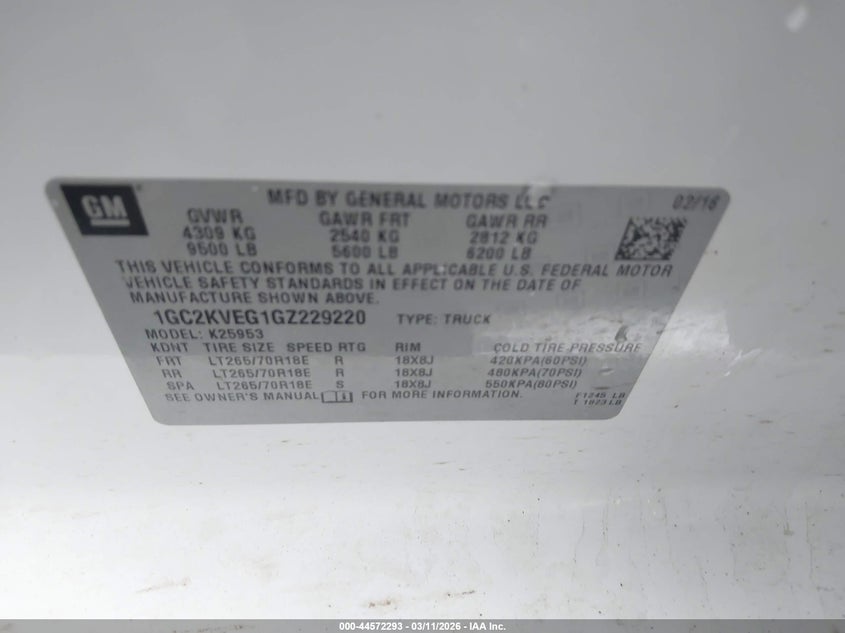 GM
MFD BY GENERAL MOTORS LLC 02/16
GVWR GAWR FRT GAWR RR
4309 KG 2540 KG 2812 KG
9500 LB 5600 LB 6200 LB
THIS VEHICLE CONFORMS TO ALL APPLICABLE U.S. FEDERAL MOTOR
VEHICLE SAFETY STANDARDS IN EFFECT ON THE DATE OF
MANUFACTURE SHOWN ABOVE.
1GC2KVEG1GZ229220 TYPE: TRUCK
MODEL: K25953
KDNT TIRE SIZE SPEED RTG RIM COLD TIRE PRESSURE
FRT LT265/70R18E R 18X8J 420KPA(60PSI)
RR LT265/70R18E R 18X8J 480KPA(70PSI)
SPA LT265/70R18E S 18X8J 550KPA(80PSI)
SEE OWNER'S MANUAL FOR MORE INFORMATION.
F1245 LB
T 1823 LB
000-44572293 - 03/11/2026 - IAA Inc.